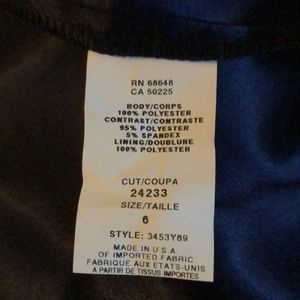 RN 68648
CA 50225
BODY/CORPS
100% POLYESTER
CONTRAST/CONTRASTE
95% POLYESTER
5% SPANDEX
LINING/DOUBLURE
100% POLYESTER
CUT/COUPA
24233
SIZE/TAILLE
6
STYLE: 3453Y89
MADE IN U.S.A.
OF IMPORTED FABRIC
FABRIQUE AUX ETATS-UNIS
A PARTIR DE TISSUS IMPORTES